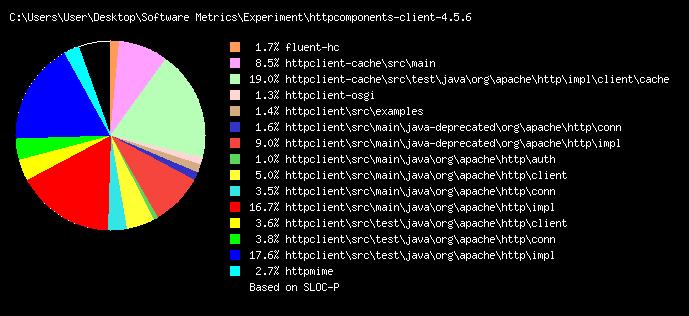 C:\Users\User\Desktop\Software Metrics\Experiment\httpcomponents-client-4.5.6
1.7% fluent-hc
8.5% httpclient-cache\src\main
19.0% httpclient-cache\src\test\java\org\apache\http\impl\client\cache
1.3% httpclient-osgi
1.4% httpclient\src\examples
1.6% httpclient\src\main\java-deprecated\org\apache\http\conn
9.0% httpclient\src\main\java-deprecated\org\apache\http\impl
1.0% httpclient\src\main\java\org\apache\http\auth
5.0% httpclient\src\main\java\org\apache\http\client
3.5% httpclient\src\main\java\org\apache\http\conn
16.7% httpclient\src\main\java\org\apache\http\impl
3.6% httpclient\src\test\java\org\apache\http\client
3.8% httpclient\src\test\java\org\apache\http\conn
17.6% httpclient\src\test\java\org\apache\http\impl
2.7% httpmime
Based on SLOC-P